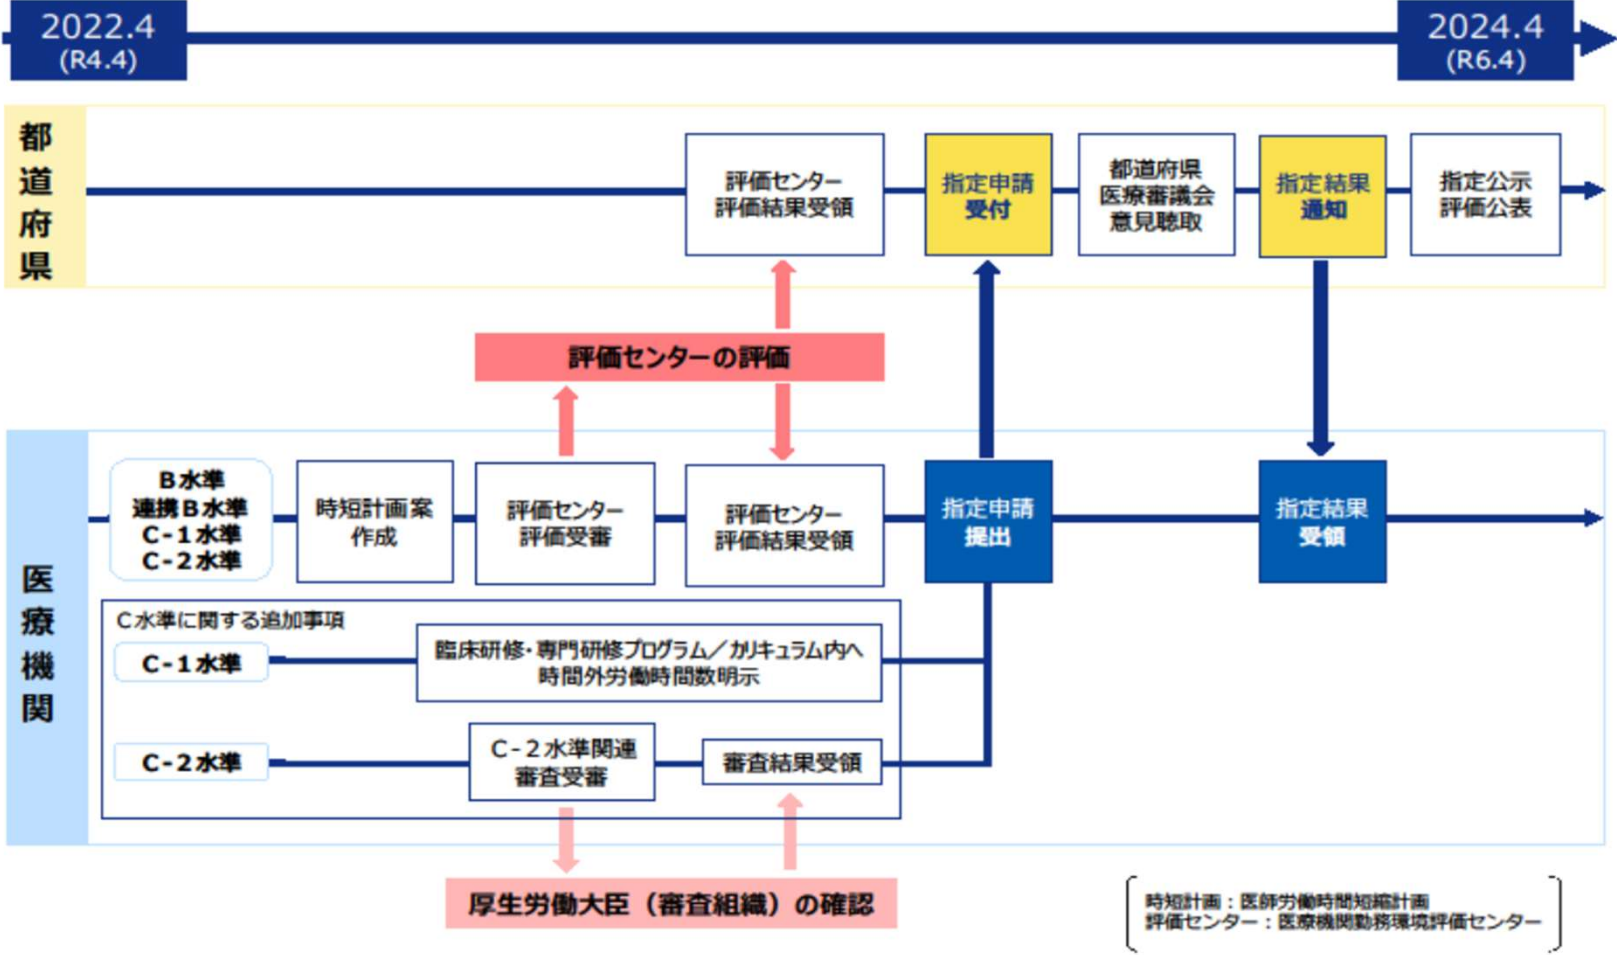 2022.4
(R4.4)
2024.4
(R6.4)
都道府県
評価センター
評価結果受領
指定申請
受付
都道府県
医療審議会
意見聴取
指定結果
通知
指定公示
評価公表
評価センターの評価
医療機関
B水準
連携B水準
C-1水準
C-2水準
時短計画案
作成
評価センター
評価受審
評価センター
評価結果受領
指定申請
提出
指定結果
受領
C水準に関する追加事項
C-1水準
臨床研修・専門研修プログラム／カリキュラム内へ
時間外労働時間数明示
C-2水準
C-2水準関連
審査受審
審査結果受領
厚生労働大臣（審査組織）の確認
時短計画：医師労働時間短縮計画
評価センター：医療機関勤務環境評価センター